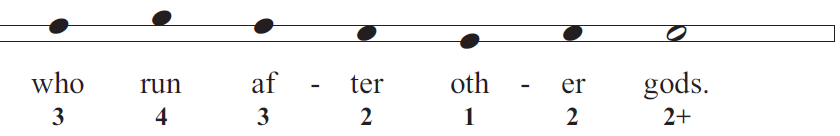 who run af - ter oth - er gods.
3 4 3 2 1 2 2+